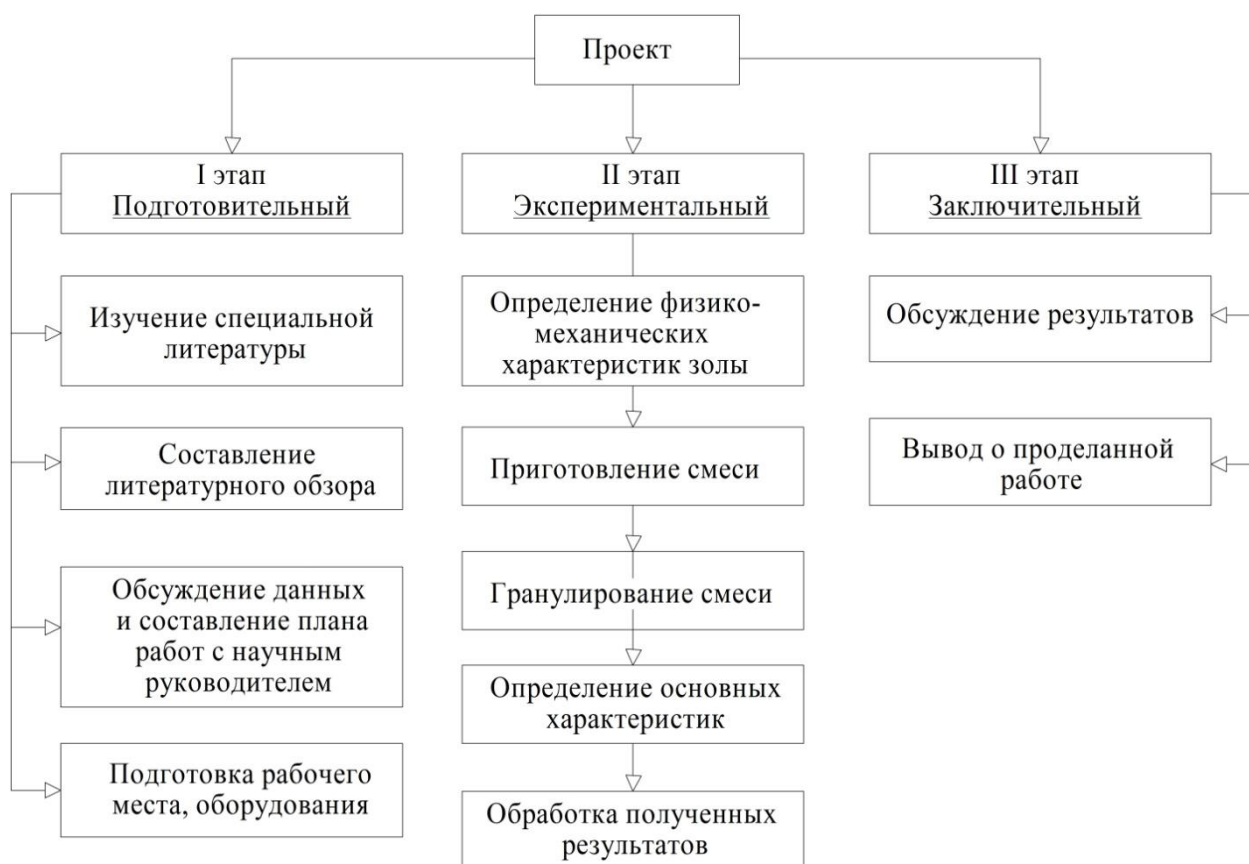 Проект
I этап
Подготовительный
Изучение специальной
литературы
Составление
литературного обзора
Обсуждение данных
и составление плана
работ с научным
руководителем
Подготовка рабочего
места, оборудования
II этап
Экспериментальный
Определение физико-
механических
характеристик золы
Приготовление смеси
Гранулирование смеси
Определение основных
характеристик
Обработка полученных
результатов
III этап
Заключительный
Обсуждение результатов
Вывод о проделанной
работе